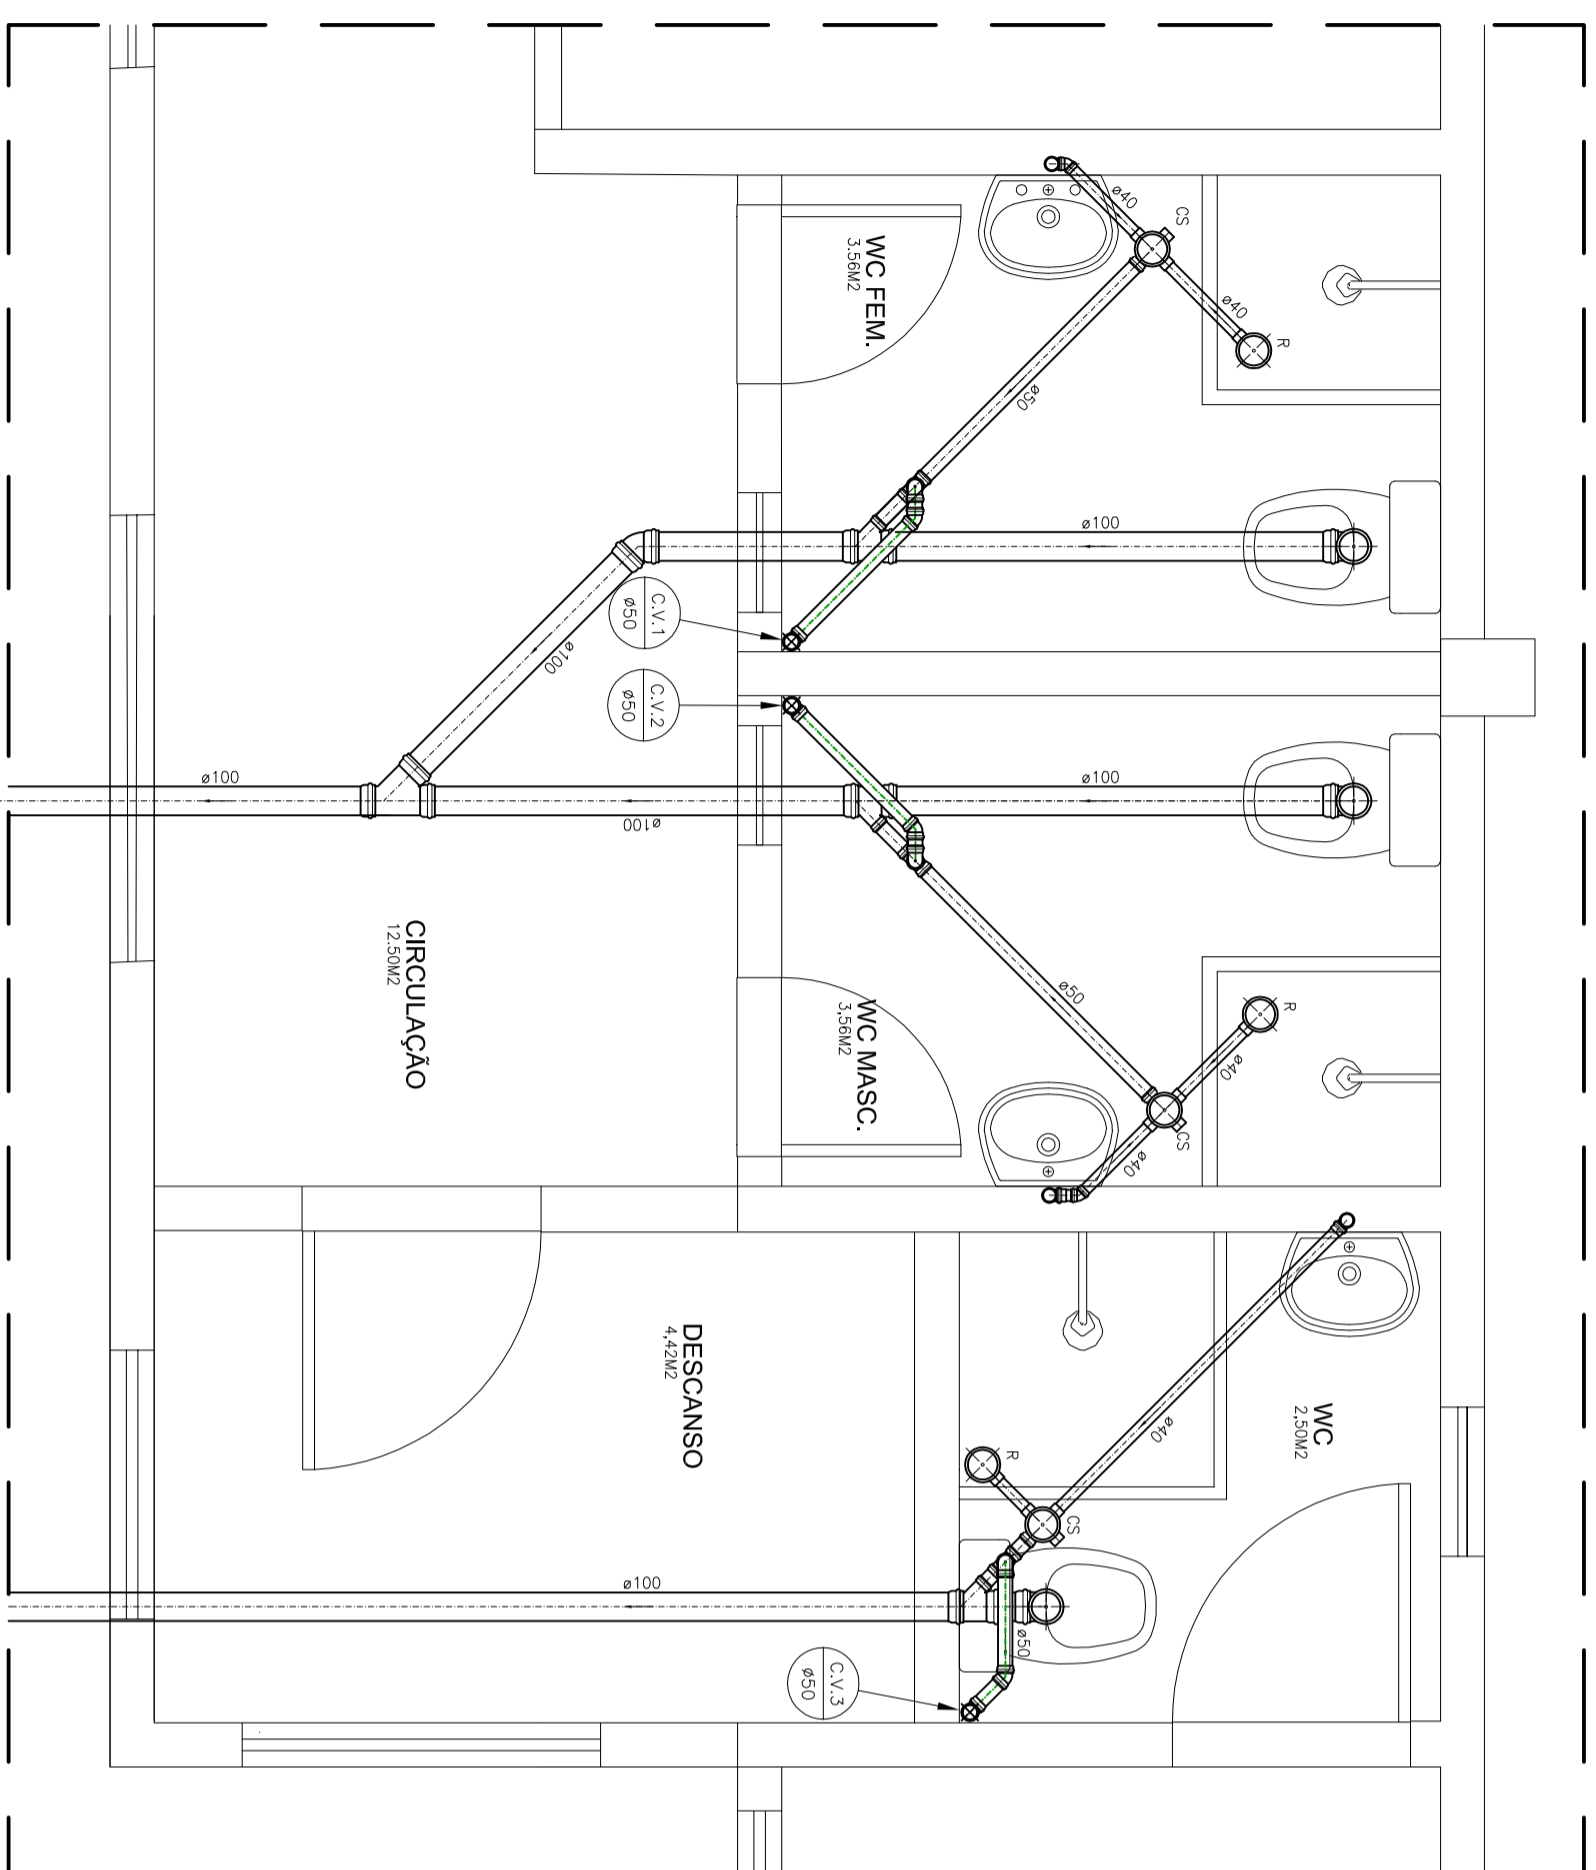 ø40
CS
ø40
R
WC FEM.
3.56M2
ø50
ø100
C.V.1
ø50
ø100
C.V.2
ø50
ø100
ø100
ø100
CIRCULAÇÃO
12.50M2
WC MASC.
3,56M2
ø50
R
ø40
CS
ø40
DESCANSO
4,42M2
WC
2,50M2
ø40
R
CS
ø100
ø50
C.V.3
ø50